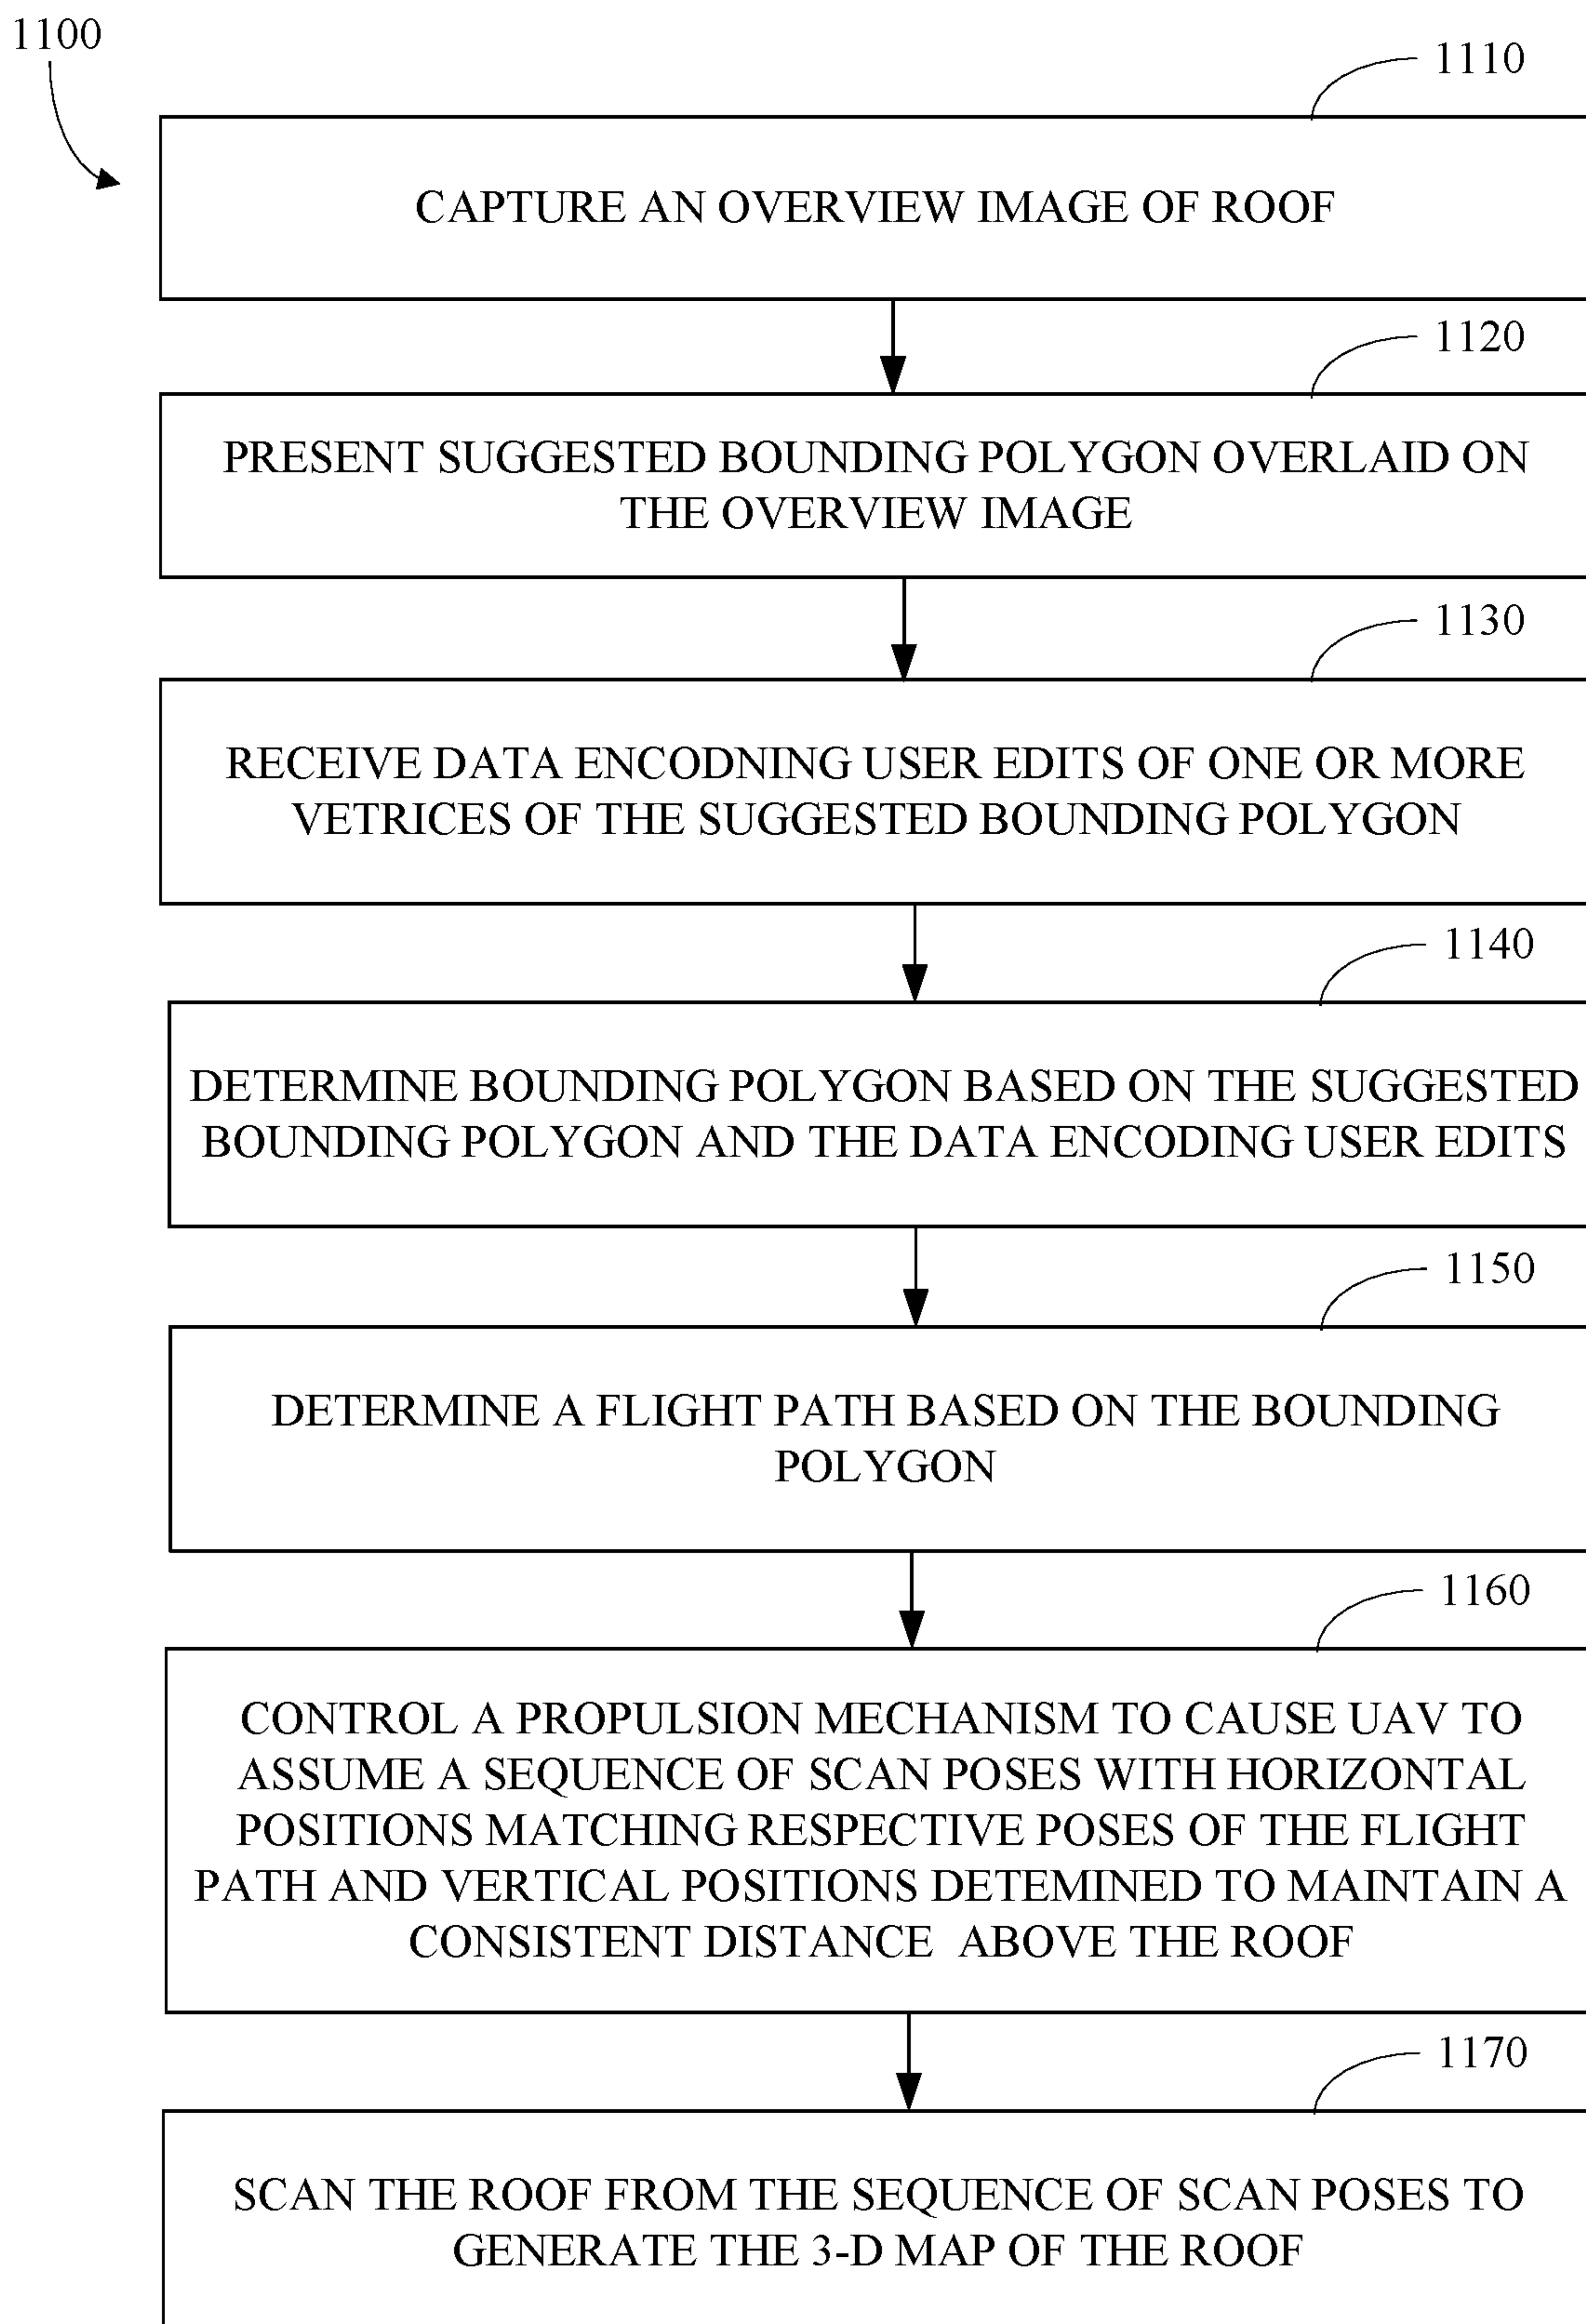 1100
1110
CAPTURE AN OVERVIEW IMAGE OF ROOF
1120
PRESENT SUGGESTED BOUNDING POLYGON OVERLAID ON
THE OVERVIEW IMAGE
1130
RECEIVE DATA ENCODNING USER EDITS OF ONE OR MORE
VETRICES OF THE SUGGESTED BOUNDING POLYGON
1140
DETERMINE BOUNDING POLYGON BASED ON THE SUGGESTED
BOUNDING POLYGON AND THE DATA ENCODING USER EDITS
1150
DETERMINE A FLIGHT PATH BASED ON THE BOUNDING
POLYGON
1160
CONTROL A PROPULSION MECHANISM TO CAUSE UAV TO
ASSUME A SEQUENCE OF SCAN POSES WITH HORIZONTAL
POSITIONS MATCHING RESPECTIVE POSES OF THE FLIGHT
PATH AND VERTICAL POSITIONS DETEMINED TO MAINTAIN A
CONSISTENT DISTANCE  ABOVE THE ROOF
1170
SCAN THE ROOF FROM THE SEQUENCE OF SCAN POSES TO
GENERATE THE 3-D MAP OF THE ROOF